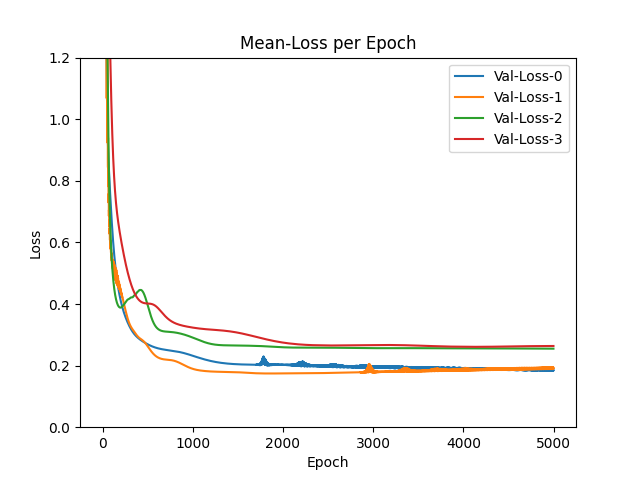 Mean-Loss per Epoch
Val-Loss-0
Val-Loss-1
Val-Loss-2
Val-Loss-3
Loss
1.2
1.0
0.8
0.6
0.4
0.2
0.0
0 1000 2000 3000 4000 5000
Epoch